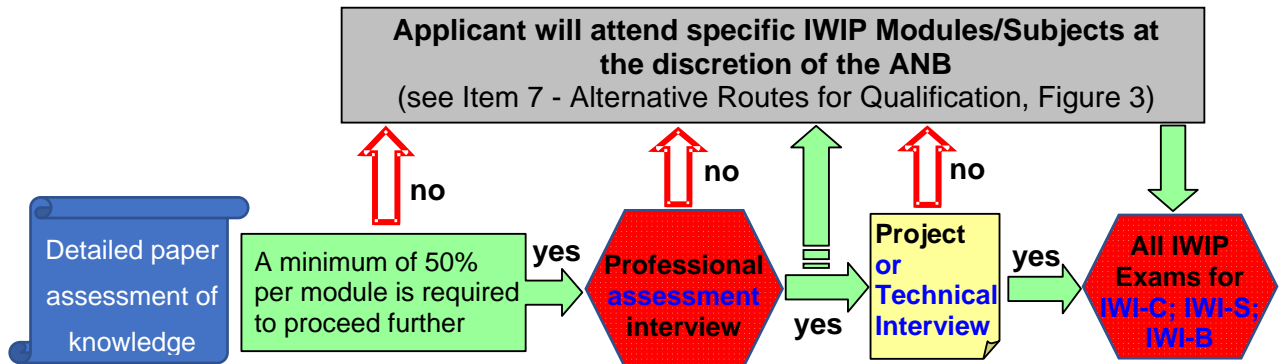 Applicant will attend specific IWIP Modules/Subjects at
the discretion of the ANB
(see Item 7 - Alternative Routes for Qualification, Figure 3)
no
no
no
Detailed paper
assessment of
knowledge
A minimum of 50%
per module is required
to proceed further
yes
Professional
assessment
interview
yes
Project
or
Technical
Interview
yes
All IWIP
Exams for
IWI-C; IWI-S;
IWI-B